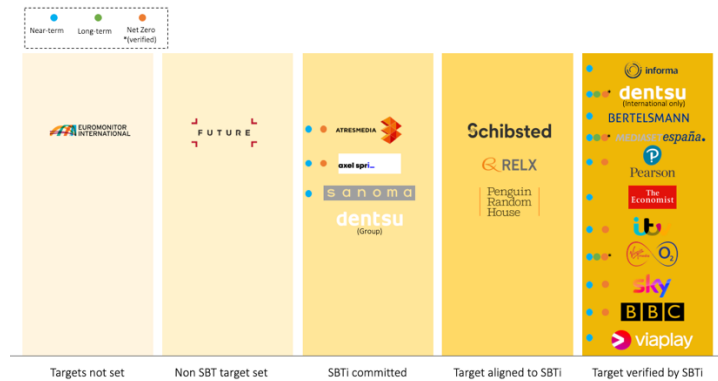 Near-term
Long-term
Net Zero
*(verified)
EUROMONITOR
INTERNATIONAL
FUTURE
ATRESMEDIA
axel spri_
sanoma
dentsu
(Group)
Schibsted
RELX
Penguin
Random
House
informa
dentsu
(International only)
BERTELSMANN
españa.
Pearson
The
Economist
itv
O2
sky
BBC
viaplay
Targets not set
Non SBT target set
SBTi committed
Target aligned to SBTi
Target verified by SBTi